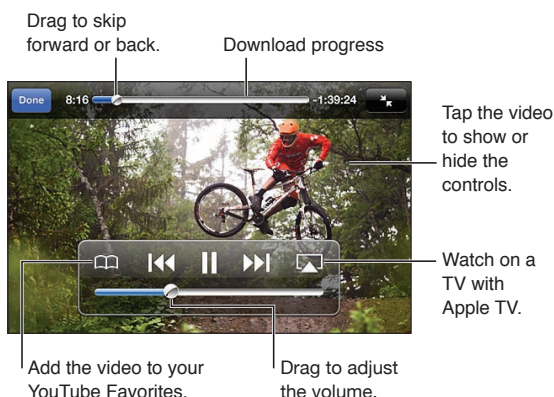 Drag to skip
forward or back.
Download progress
Done 8:16 -1:39:24
Tap the video
to show or
hide the
controls.
Watch on a
TV with
Apple TV.
Add the video to your
YouTube Favorites.
Drag to adjust
the volume.